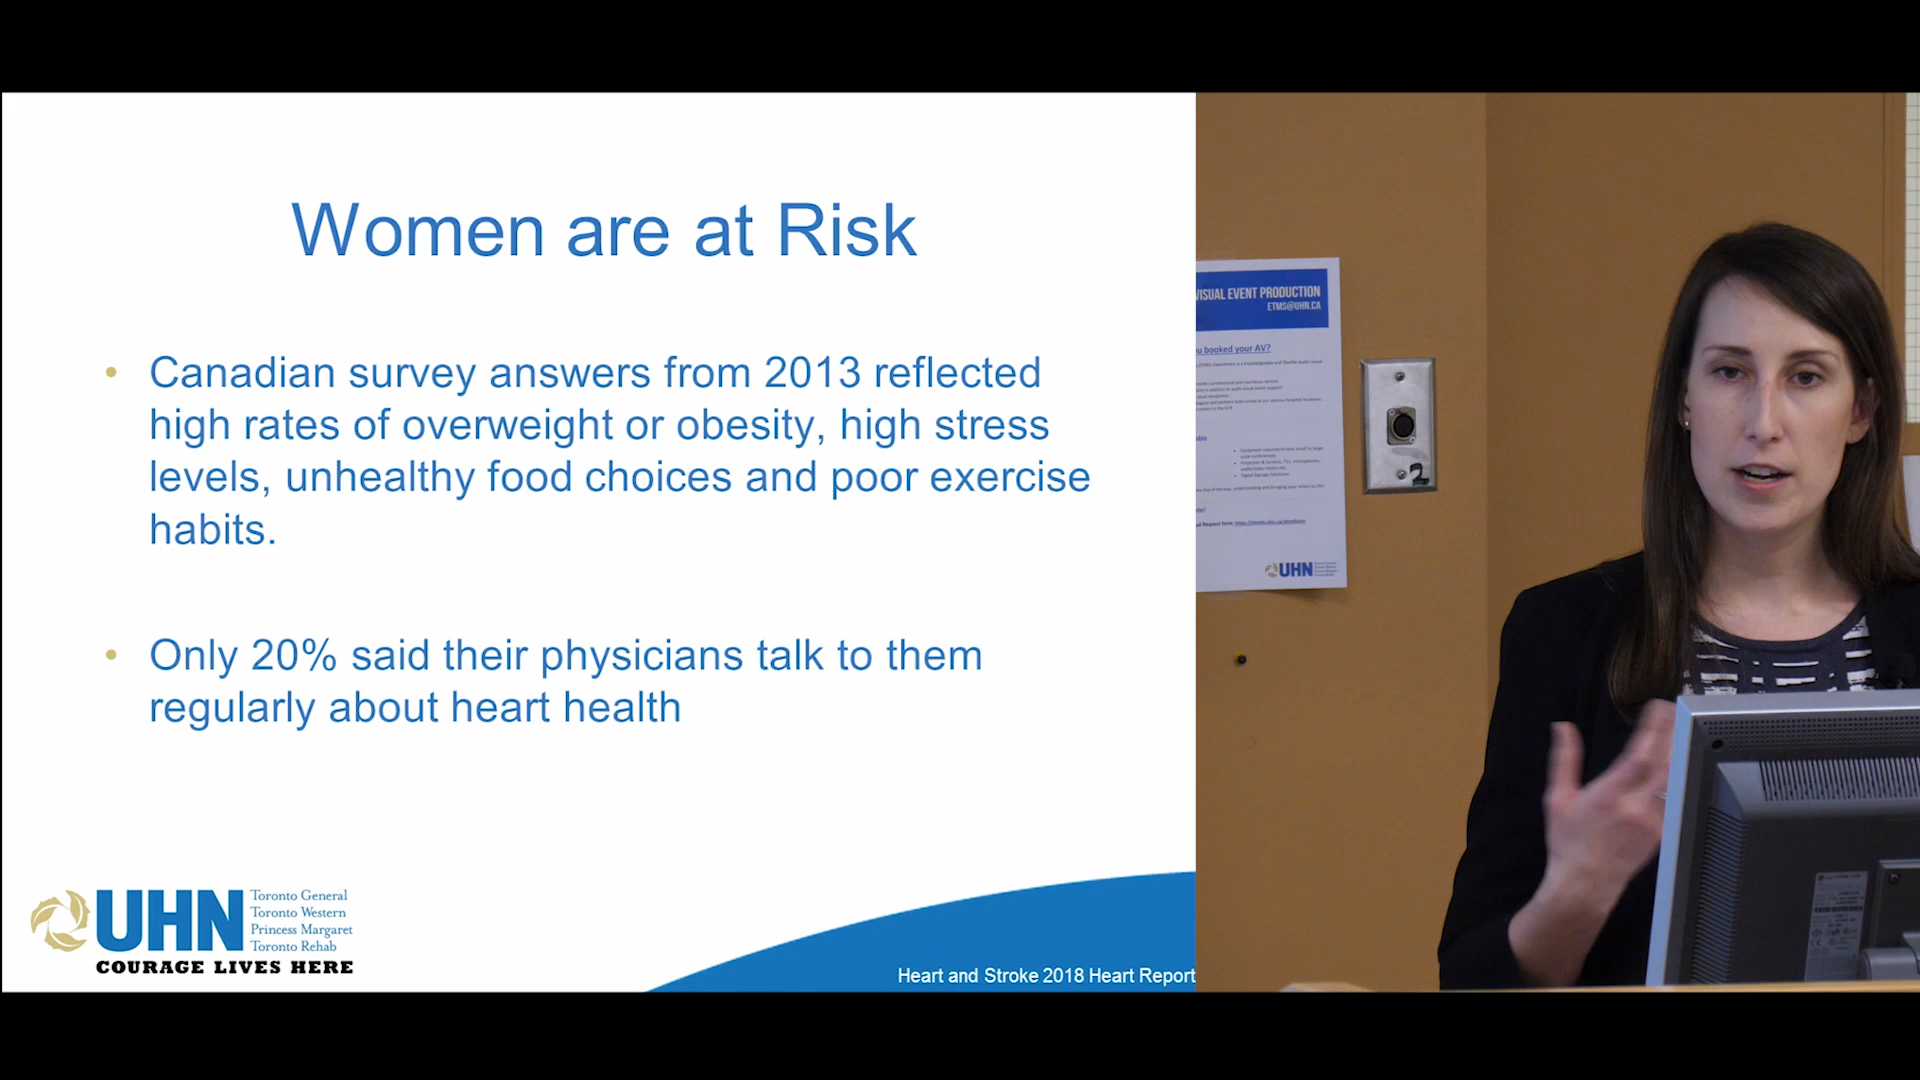 Women are at Risk
• Canadian survey answers from 2013 reflected
high rates of overweight or obesity, high stress
levels, unhealthy food choices and poor exercise
habits.
• Only 20% said their physicians talk to them
regularly about heart health
UHN
Toronto General
Toronto Western
Princess Margaret
Toronto Rehab
COURAGE LIVES HERE
Heart and Stroke 2018 Heart Report
VISUAL EVENT PRODUCTION
ETMS@UHN.CA
booked your AV?
UHN
2